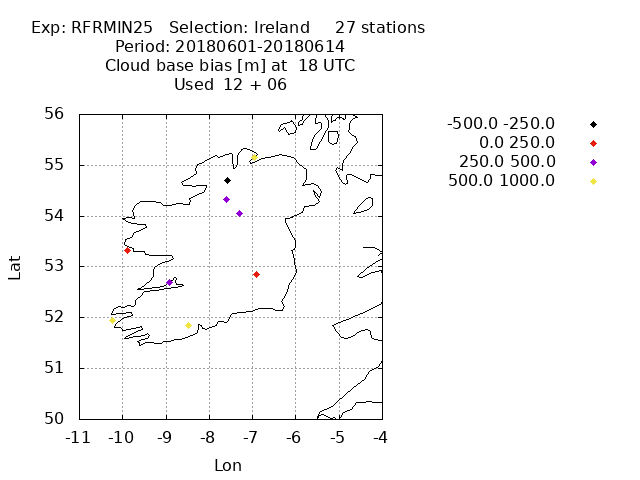 Exp: RFRMIN25   Selection: Ireland     27 stations
Period: 20180601-20180614
Cloud base bias [m] at  18 UTC
Used  12 + 06
-500.0 -250.0
0.0 250.0
250.0 500.0
500.0 1000.0
56
55
54
53
52
51
50
Lat
-11 -10 -9 -8 -7 -6 -5 -4
Lon